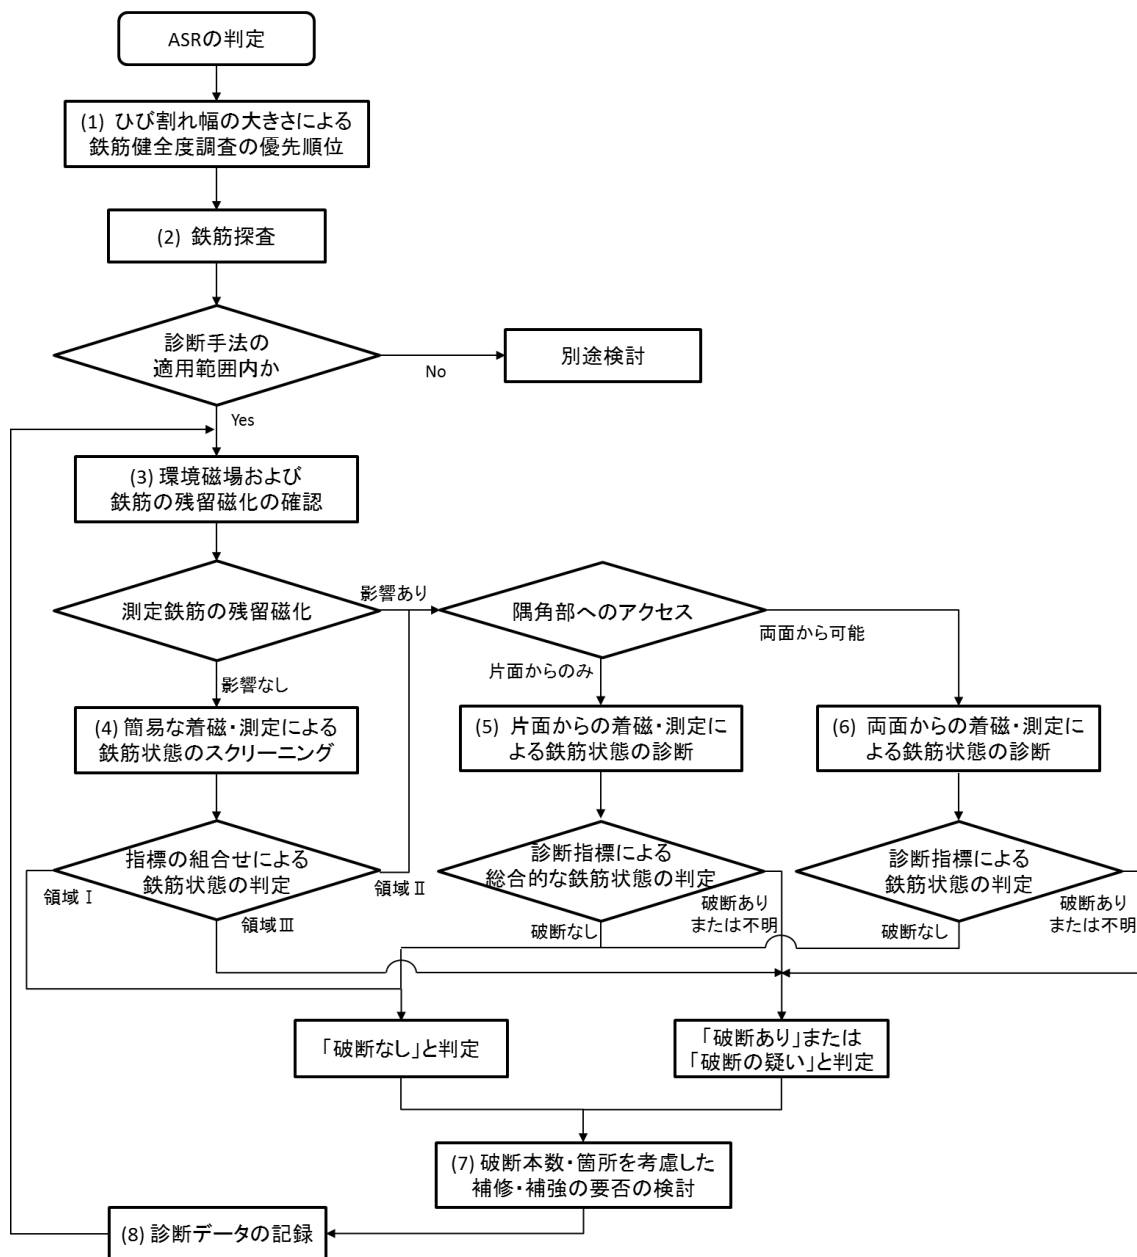 ASRの判定
(1) ひび割れ幅の大きさによる
鉄筋健全度調査の優先順位
(2) 鉄筋探査
診断手法の
適用範囲内か
No
別途検討
Yes
(3) 環境磁場および
鉄筋の残留磁化の確認
測定鉄筋の残留磁化
影響あり
隅角部へのアクセス
両面から可能
片面からのみ
影響なし
(4) 簡易な着磁・測定による
鉄筋状態のスクリーニング
(5) 片面からの着磁・測定に
よる鉄筋状態の診断
(6) 両面からの着磁・測定
による鉄筋状態の診断
指標の組合せによる
鉄筋状態の判定
領域Ⅰ
領域Ⅱ
領域Ⅲ
診断指標による
総合的な鉄筋状態の判定
破断あり
または不明
破断なし
診断指標による
鉄筋状態の判定
破断あり
または不明
破断なし
「破断なし」と判定
「破断あり」または
「破断の疑い」と判定
(7) 破断本数・箇所を考慮した
補修・補強の要否の検討
(8) 診断データの記録